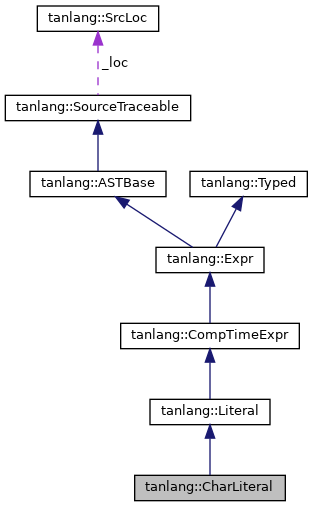 tanlang::SrcLoc
_loc
tanlang::SourceTraceable
tanlang::ASTBase
tanlang::Typed
tanlang::Expr
tanlang::CompTimeExpr
tanlang::Literal
tanlang::CharLiteral